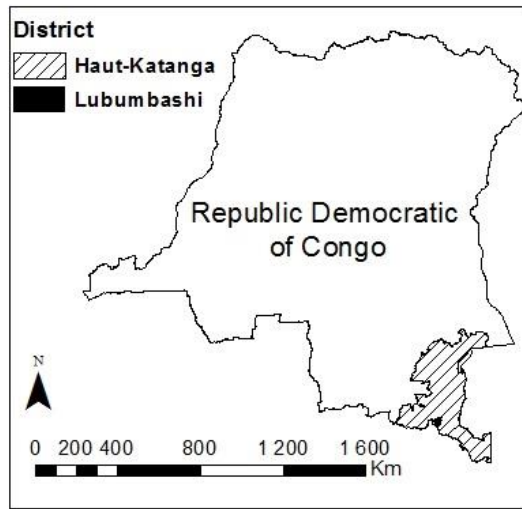 District
Haut-Katanga
Lubumbashi
Republic Democratic
of Congo
N
0 200 400 800 1 200 1 600
Km